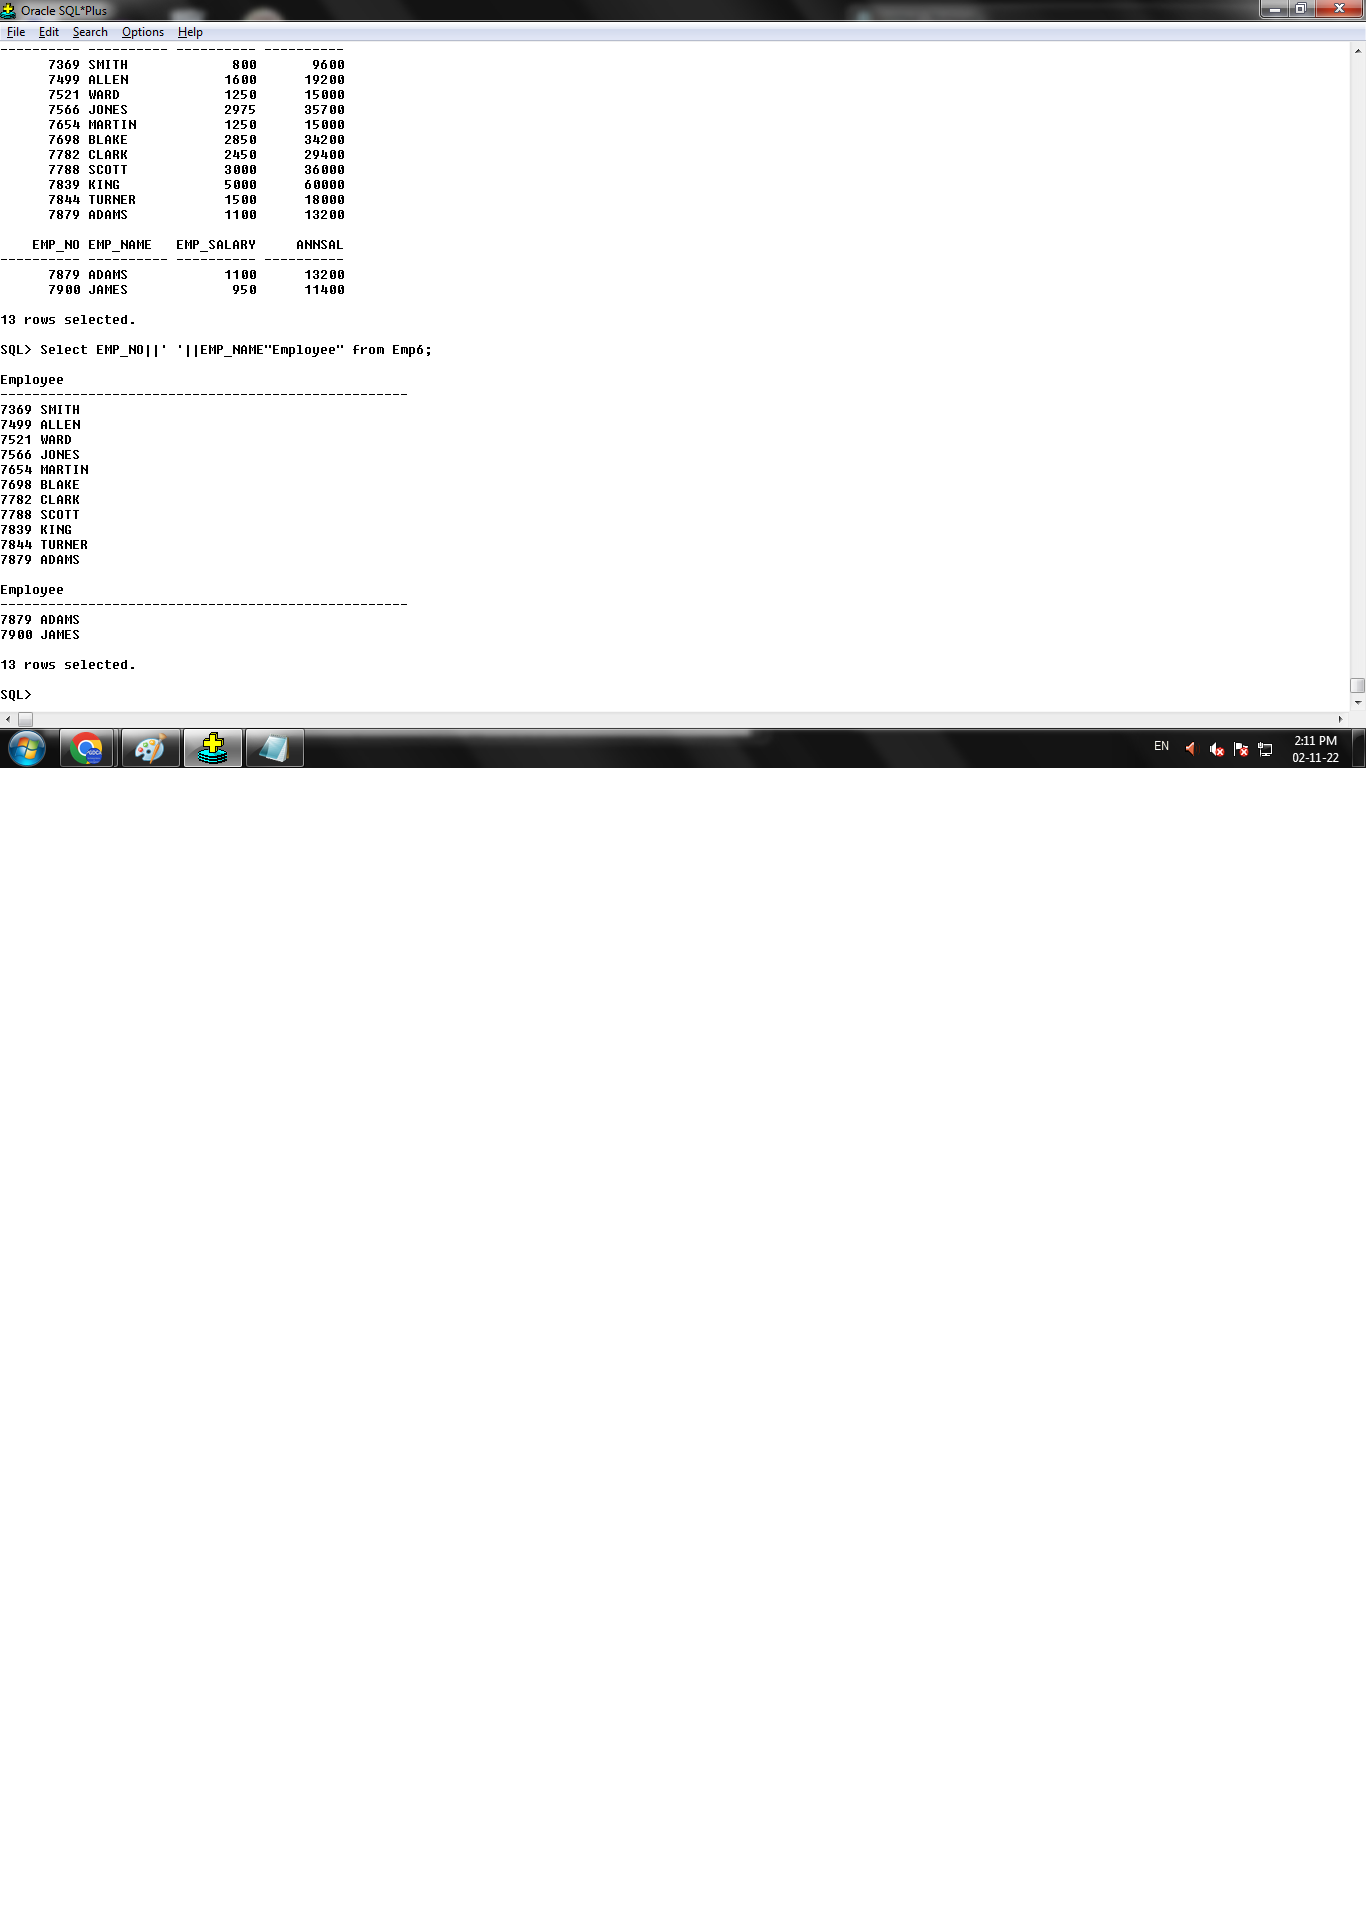 Oracle SQL*Plus
File Edit Search Options Help
---------- ---------- ---------- ----------
      7369 SMITH             800       9600
      7499 ALLEN            1600      19200
      7521 WARD             1250      15000
      7566 JONES            2975      35700
      7654 MARTIN           1250      15000
      7698 BLAKE            2850      34200
      7782 CLARK            2450      29400
      7788 SCOTT            3000      36000
      7839 KING             5000      60000
      7844 TURNER           1500      18000
      7879 ADAMS            1100      13200
    EMP_NO EMP_NAME   EMP_SALARY     ANNSAL
---------- ---------- ---------- ----------
      7879 ADAMS            1100      13200
      7900 JAMES             950      11400
13 rows selected.
SQL> Select EMP_NO||' '||EMP_NAME"Employee" from Emp6;
Employee
---------------------------------------------------
7369 SMITH
7499 ALLEN
7521 WARD
7566 JONES
7654 MARTIN
7698 BLAKE
7782 CLARK
7788 SCOTT
7839 KING
7844 TURNER
7879 ADAMS
Employee
---------------------------------------------------
7879 ADAMS
7900 JAMES
13 rows selected.
SQL>
EN
2:11 PM
02-11-22